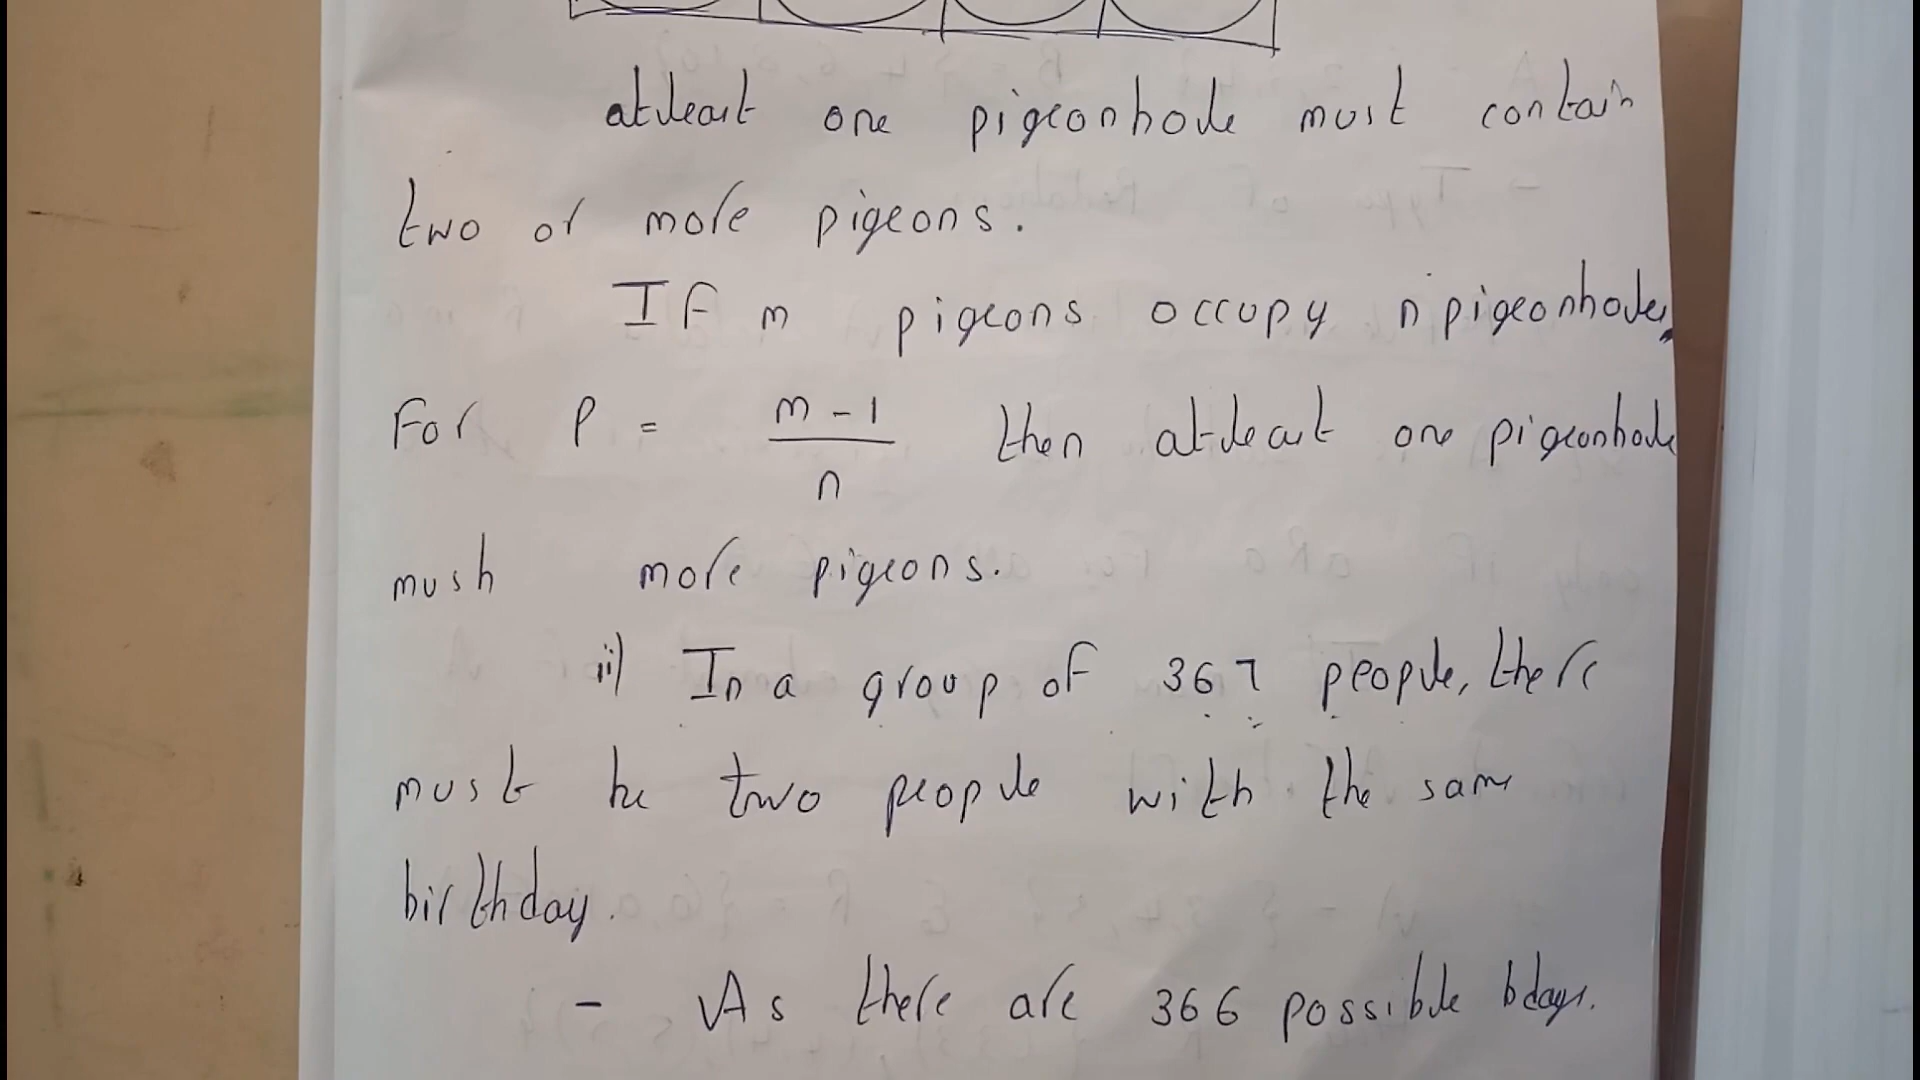 atleast one pigeonhole must contain
two or more pigeons.
If m pigeons occupy n pigeonholes,
For P = m-1 / n then atleast one pigeonhole
mush more pigeons.
ii) In a group of 367 people, there
must be two people with the same
birthday.
- As there are 366 possible bdays.